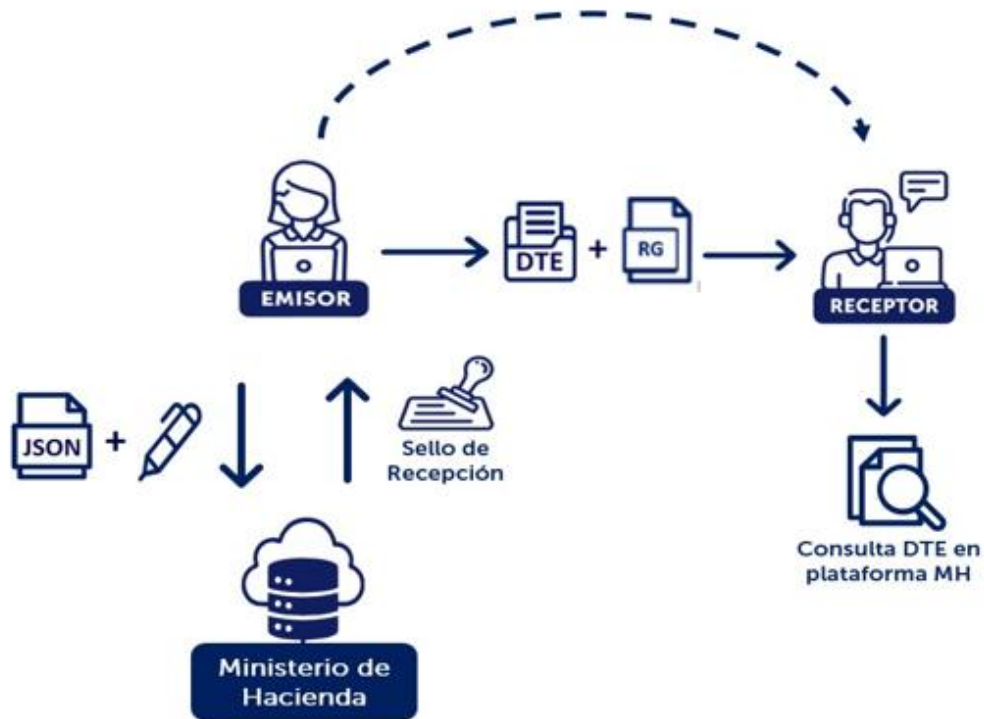 DTE
+
RG
EMISOR
RECEPTOR
JSON
+
Sello de
Recepción
Consulta DTE en
plataforma MH
Ministerio de
Hacienda